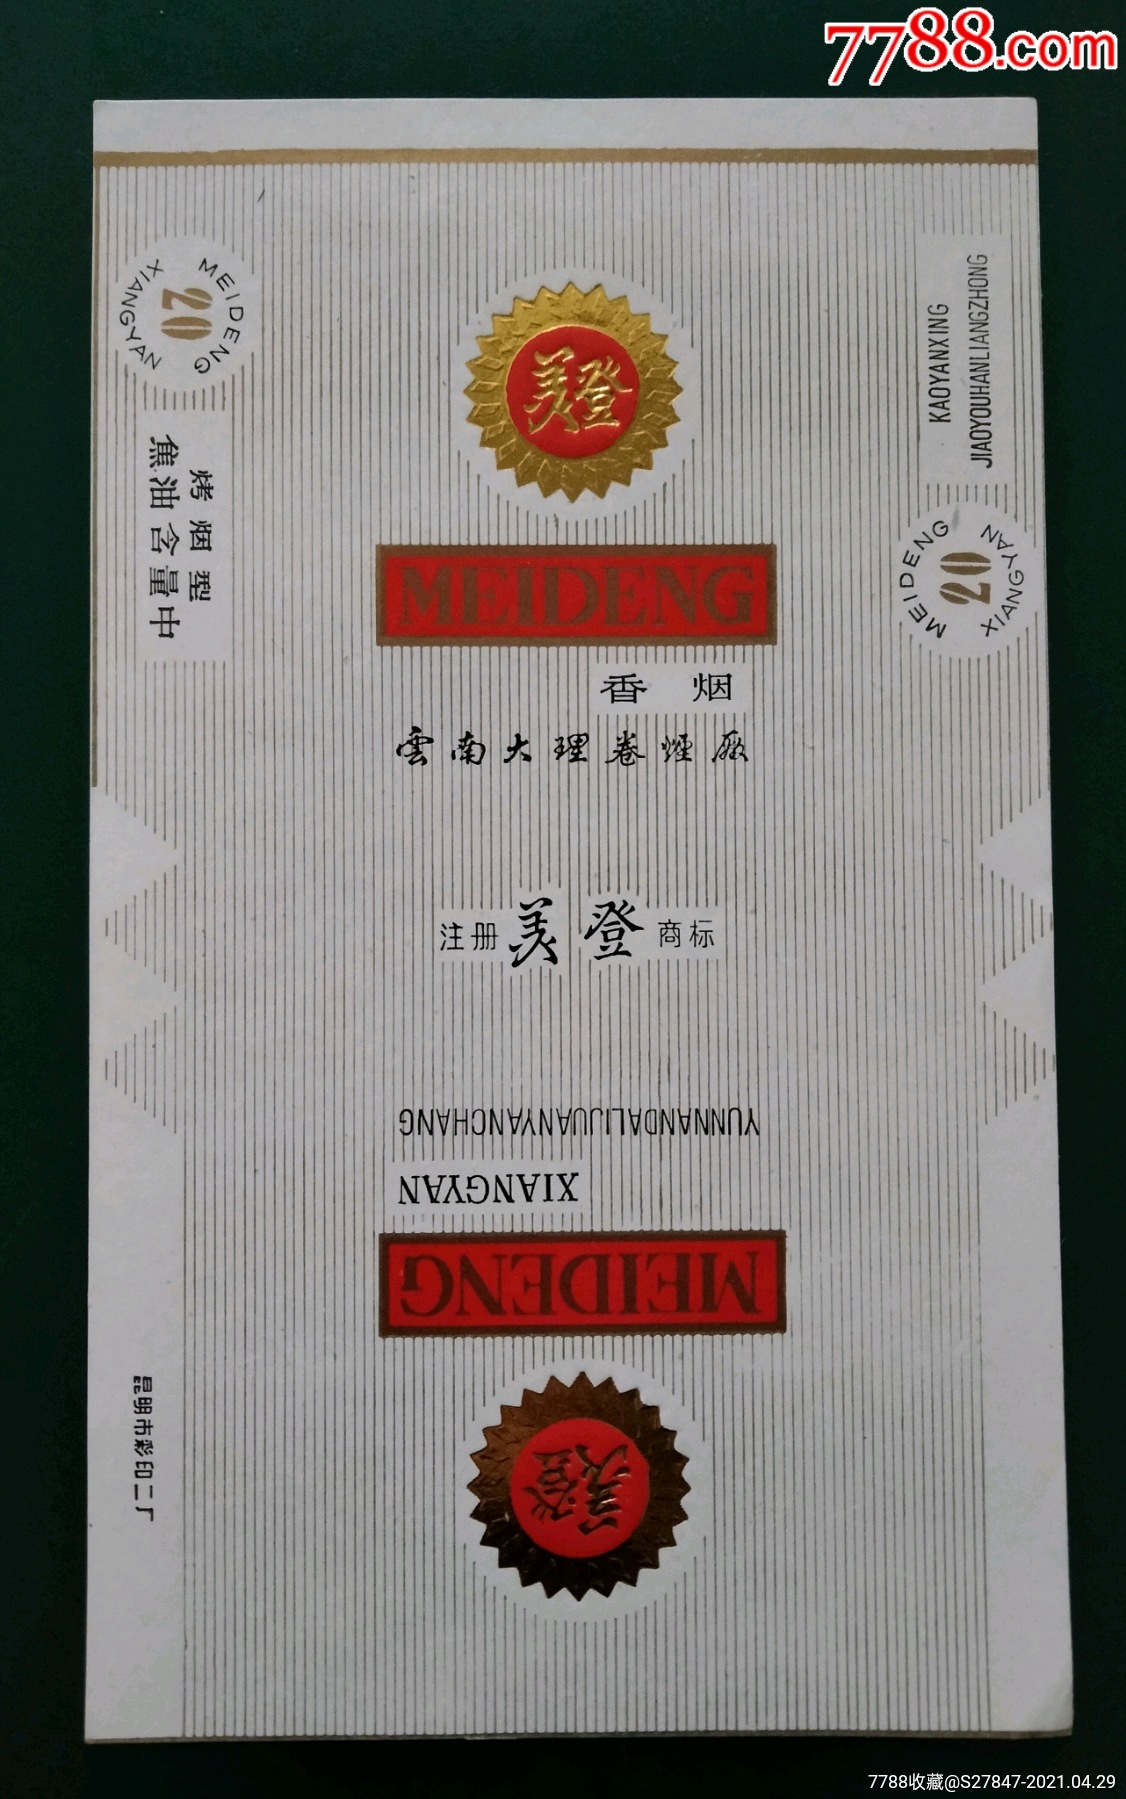 7788.com
MEIDENG
XIANGYAN
20
烤烟型
焦油含量中
KAOYANXING
JIAOYOUHANLIANGZHONG
MEIDENG
XIANGYAN
20
美登
MEIDENG
香烟
雲南大理卷煙厰
注册 美登 商标
YUNNANDALIJUANYANCHANG
XIANGYAN
MEIDENG
美登
昆明市彩印二厂
7788收藏@S27847-2021.04.29